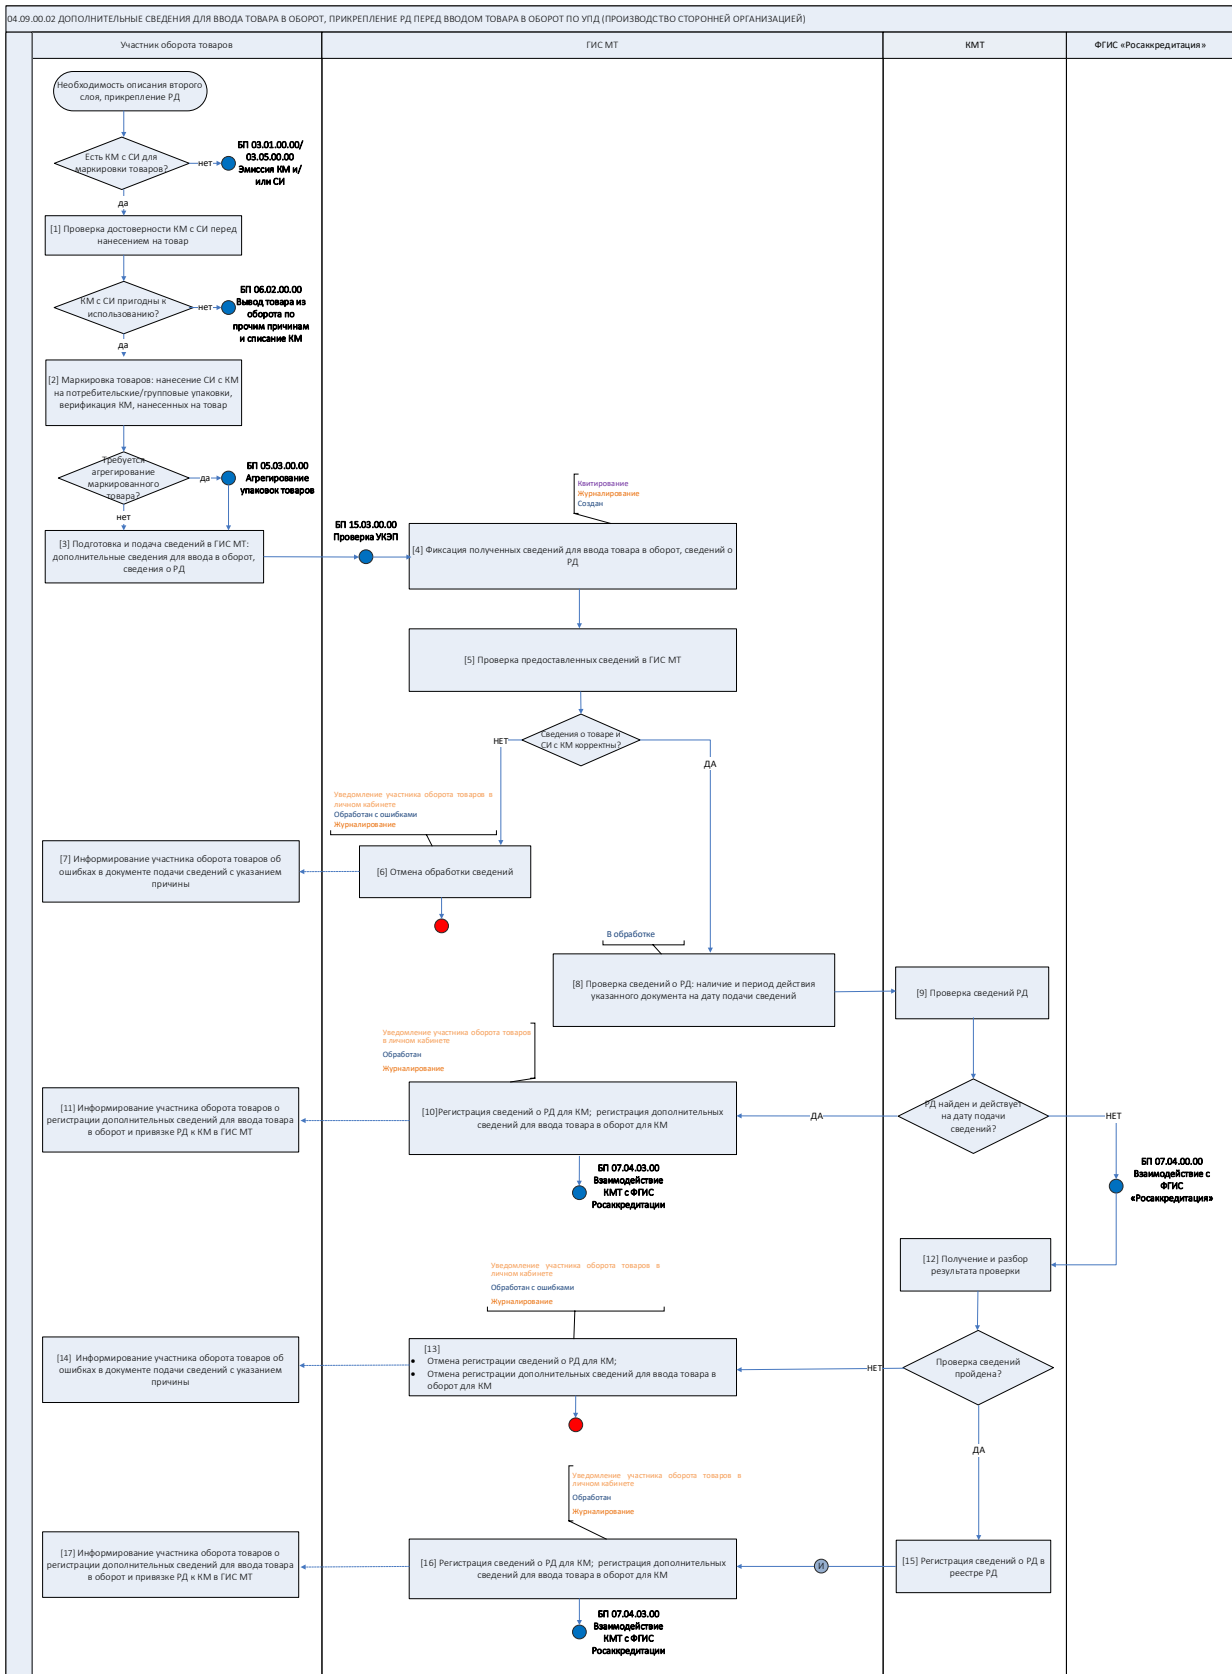 04.09.00.02 ДОПОЛНИТЕЛЬНЫЕ СВЕДЕНИЯ ДЛЯ ВВОДА ТОВАРА В ОБОРОТ, ПРИКРЕПЛЕНИЕ РД ПЕРЕД ВВОДОМ ТОВАРА В ОБОРОТ ПО УПД (ПРОИЗВОДСТВО СТОРОННЕЙ ОРГАНИЗАЦИЕЙ)
Участник оборота товаров
ГИС МТ
КМТ
ФГИС «Росаккредитация»
Необходимость описания второго
слоя, прикрепление РД
Есть КМ с СИ для
маркировки товаров?
нет
БП 03.01.00.00/
03.05.00.00
Эмиссия КМ и/
или СИ
да
[1] Проверка достоверности КМ с СИ перед
нанесением на товар
КМ с СИ пригодны к
использованию?
нет
БП 06.02.00.00
Вывод товара из
оборота по
прочим причинам
и списание КМ
да
[2] Маркировка товаров: нанесение СИ с КМ
на потребительские/групповые упаковки,
верификация КМ, нанесенных на товар
Требуется
агрегирование
маркированного
товара?
да
БП 05.03.00.00
Агрегирование
упаковок товаров
нет
[3] Подготовка и подача сведений в ГИС МТ:
дополнительные сведения для ввода в оборот,
сведения о РД
БП 15.03.00.00
Проверка УКЭП
Квитирование
Журналирование
Создан
[4] Фиксация полученных сведений для ввода товара в оборот, сведений о
РД
[5] Проверка предоставленных сведений в ГИС МТ
Сведения о товаре и
СИ с КМ корректны?
НЕТ
ДА
Уведомление участника оборота товаров в
личном кабинете
Обработан с ошибками
Журналирование
[6] Отмена обработки сведений
[7] Информирование участника оборота товаров об
ошибках в документе подачи сведений с указанием
причины
В обработке
[8] Проверка сведений о РД: наличие и период действия
указанного документа на дату подачи сведений
[9] Проверка сведений РД
РД найден и действует
на дату подачи
сведений?
ДА
НЕТ
Уведомление участника оборота товаров
в личном кабинете
Обработан
Журналирование
[10]Регистрация сведений о РД для КМ; регистрация дополнительных
сведений для ввода товара в оборот для КМ
[11] Информирование участника оборота товаров о
регистрации дополнительных сведений для ввода товара
в оборот и привязке РД к КМ в ГИС МТ
БП 07.04.03.00
Взаимодействие
КМТ с ФГИС
Росаккредитации
БП 07.04.00.00
Взаимодействие с
ФГИС
«Росаккредитация»
[12] Получение и разбор
результата проверки
Проверка сведений
пройдена?
НЕТ
ДА
Уведомление участника оборота товаров в
личном кабинете
Обработан с ошибками
Журналирование
[13]
• Отмена регистрации сведений о РД для КМ;
• Отмена регистрации дополнительных сведений для ввода товара в
оборот для КМ
[14] Информирование участника оборота товаров об
ошибках в документе подачи сведений с указанием
причины
[15] Регистрация сведений о РД в
реестре РД
И
Уведомление участника оборота товаров в
личном кабинете
Обработан
Журналирование
[16] Регистрация сведений о РД для КМ; регистрация дополнительных
сведений для ввода товара в оборот для КМ
[17] Информирование участника оборота товаров о
регистрации дополнительных сведений для ввода товара
в оборот и привязке РД к КМ в ГИС МТ
БП 07.04.03.00
Взаимодействие
КМТ с ФГИС
Росаккредитации